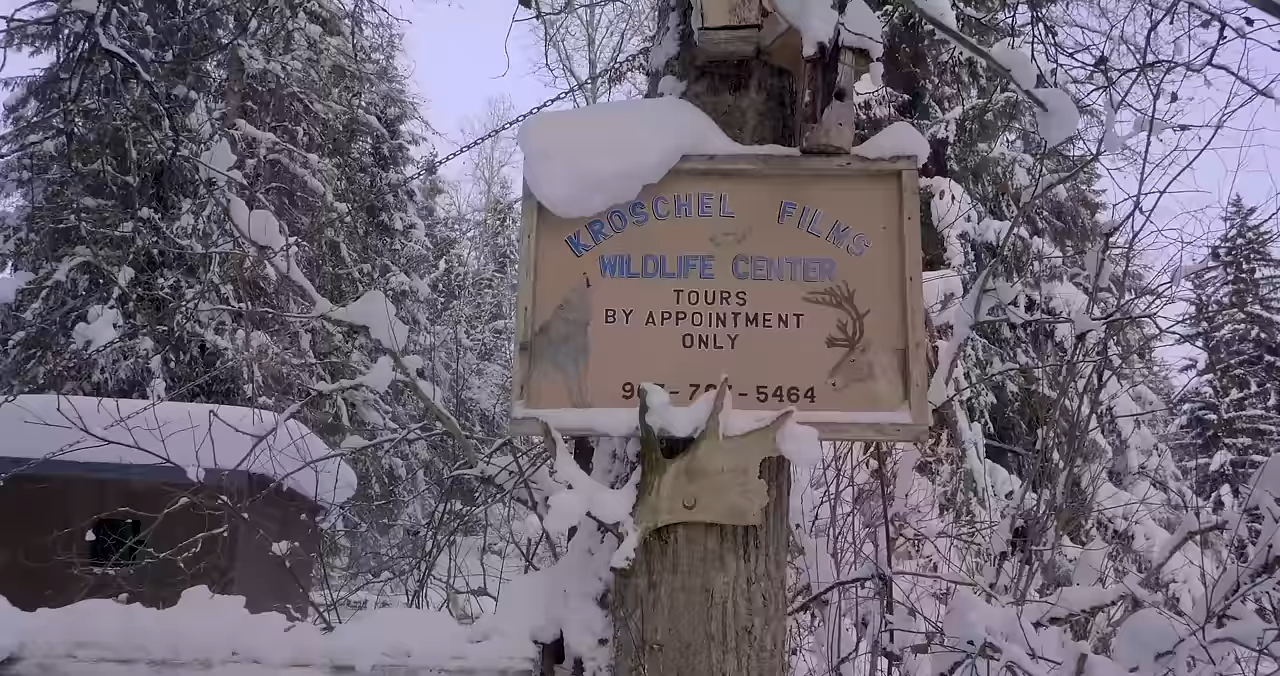 KROSCHEL FILMS
WILDLIFE CENTER
TOURS
BY APPOINTMENT
ONLY
5464